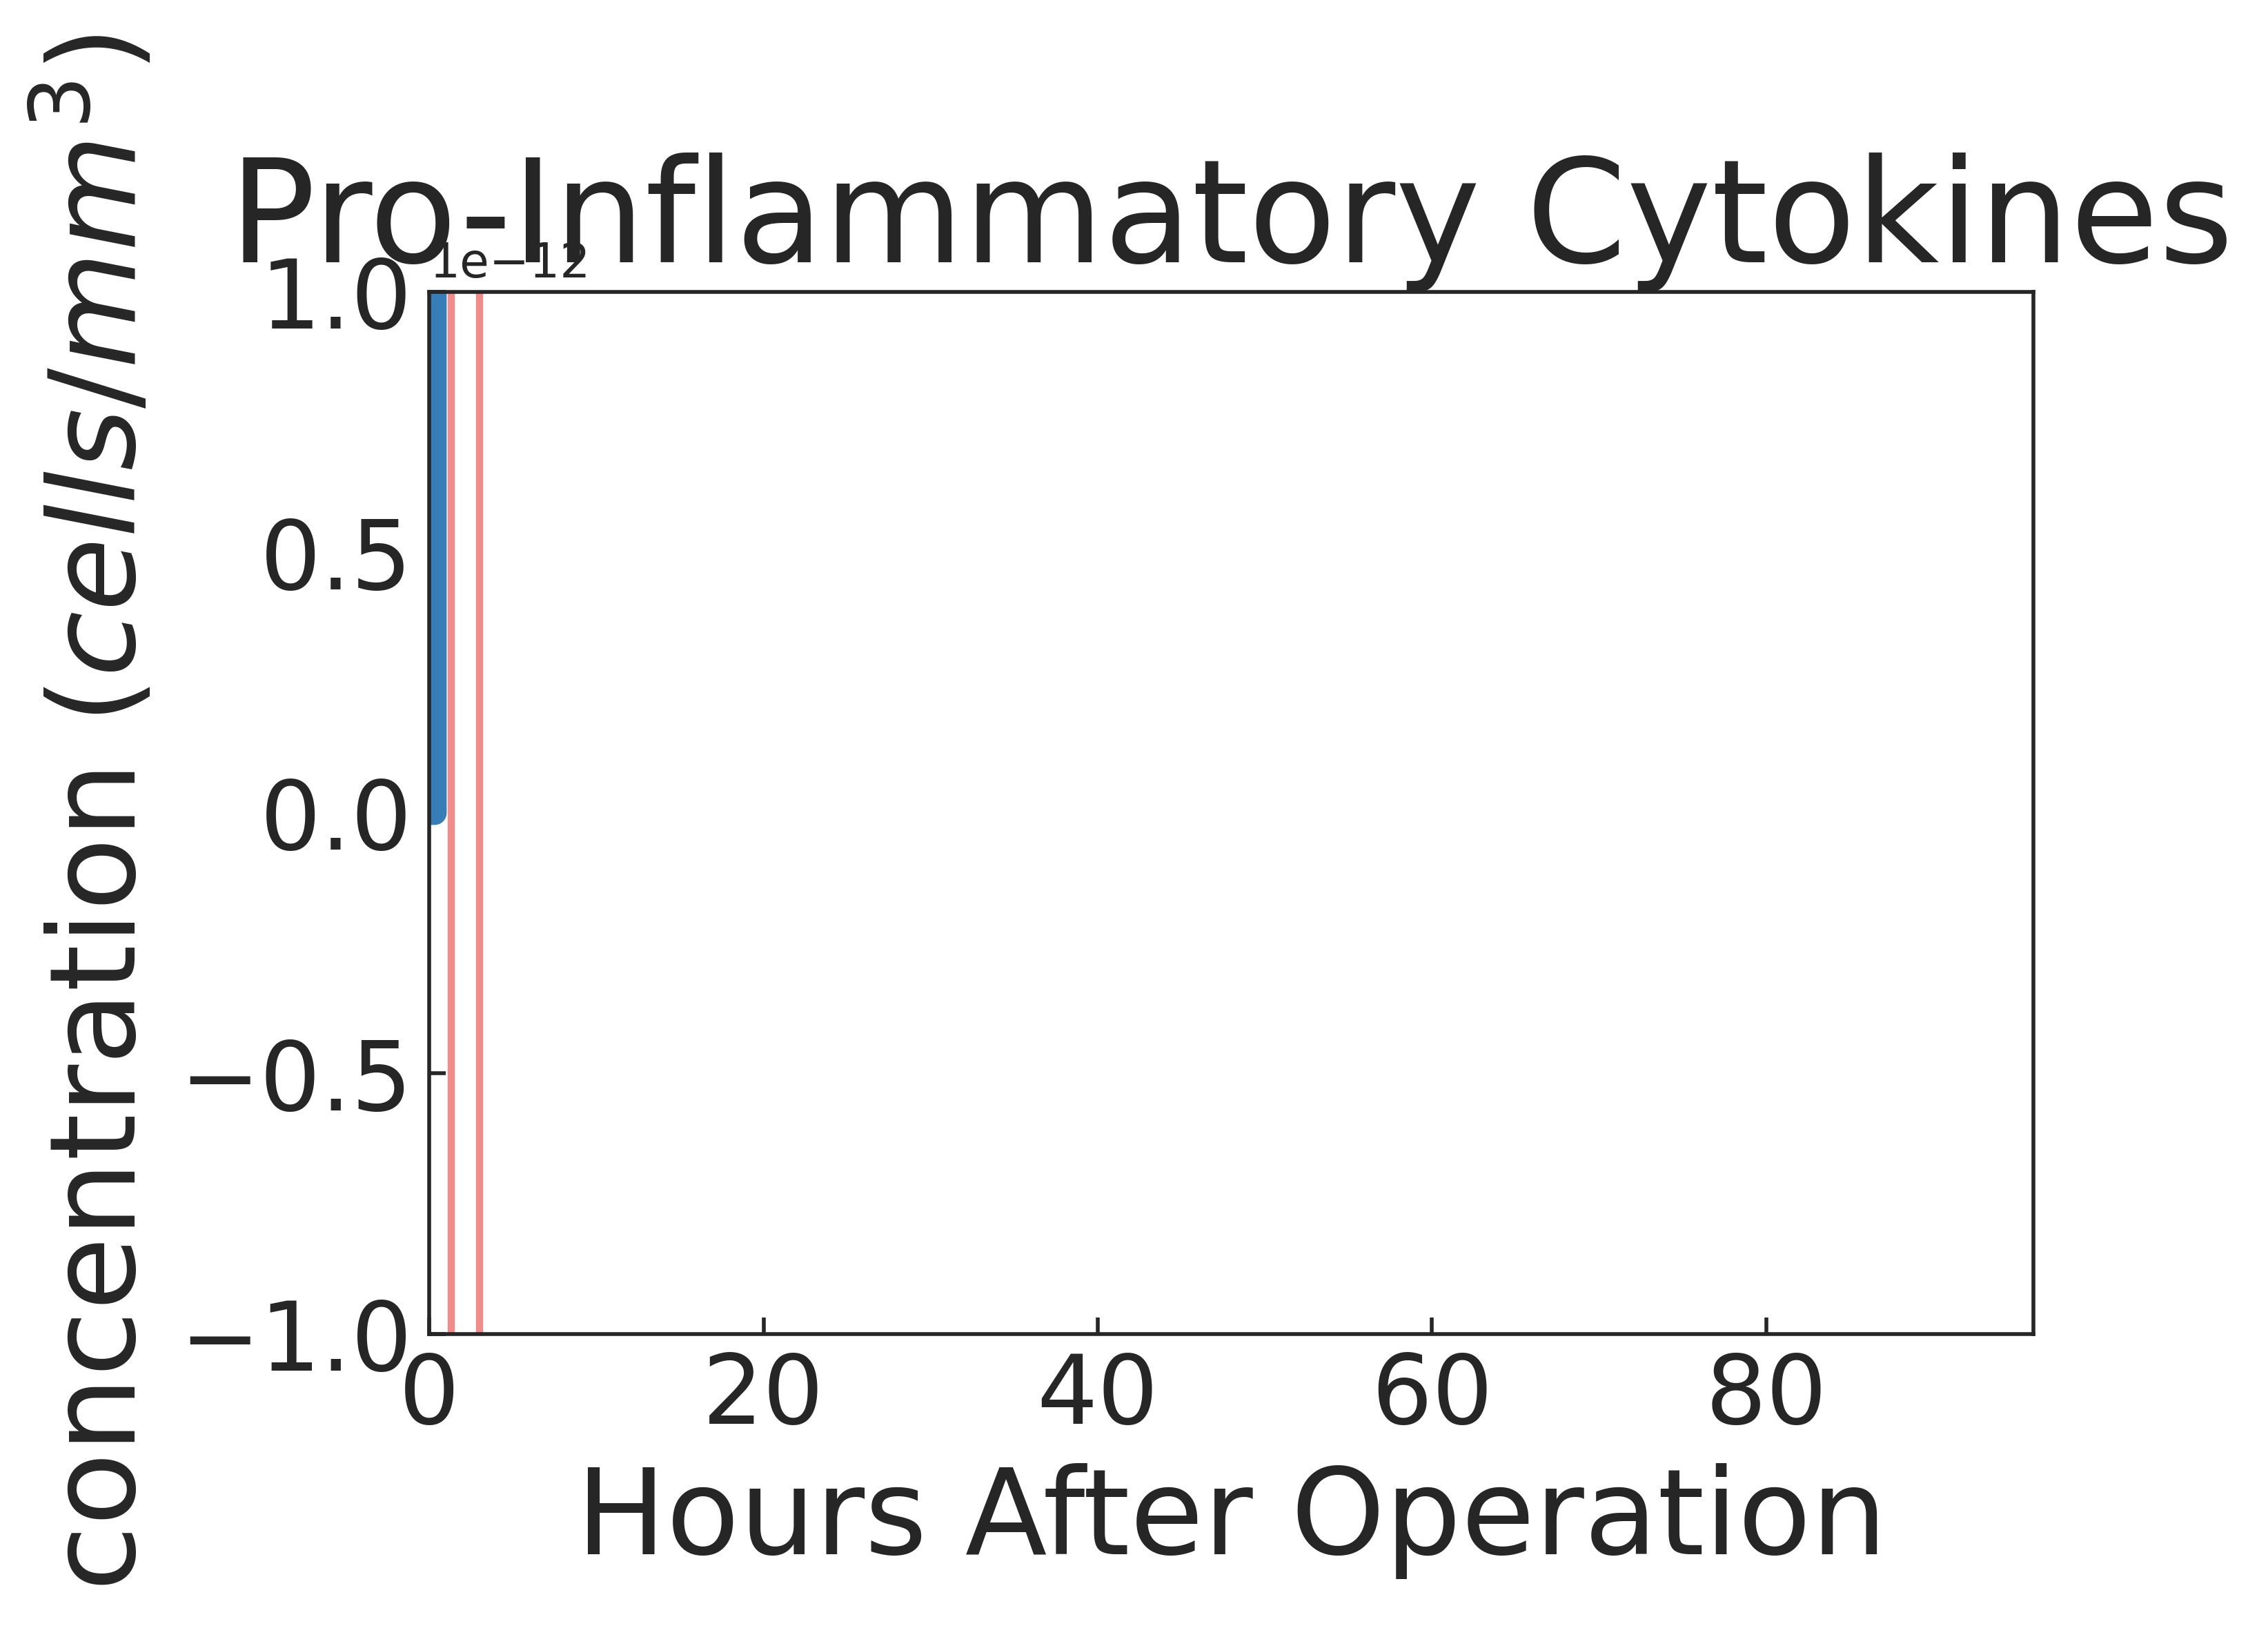 Pro-Inflammatory Cytokines
1e−12
concentration (cells/mm³)
1.0
0.5
0.0
−0.5
−1.0
0 20 40 60 80
Hours After Operation